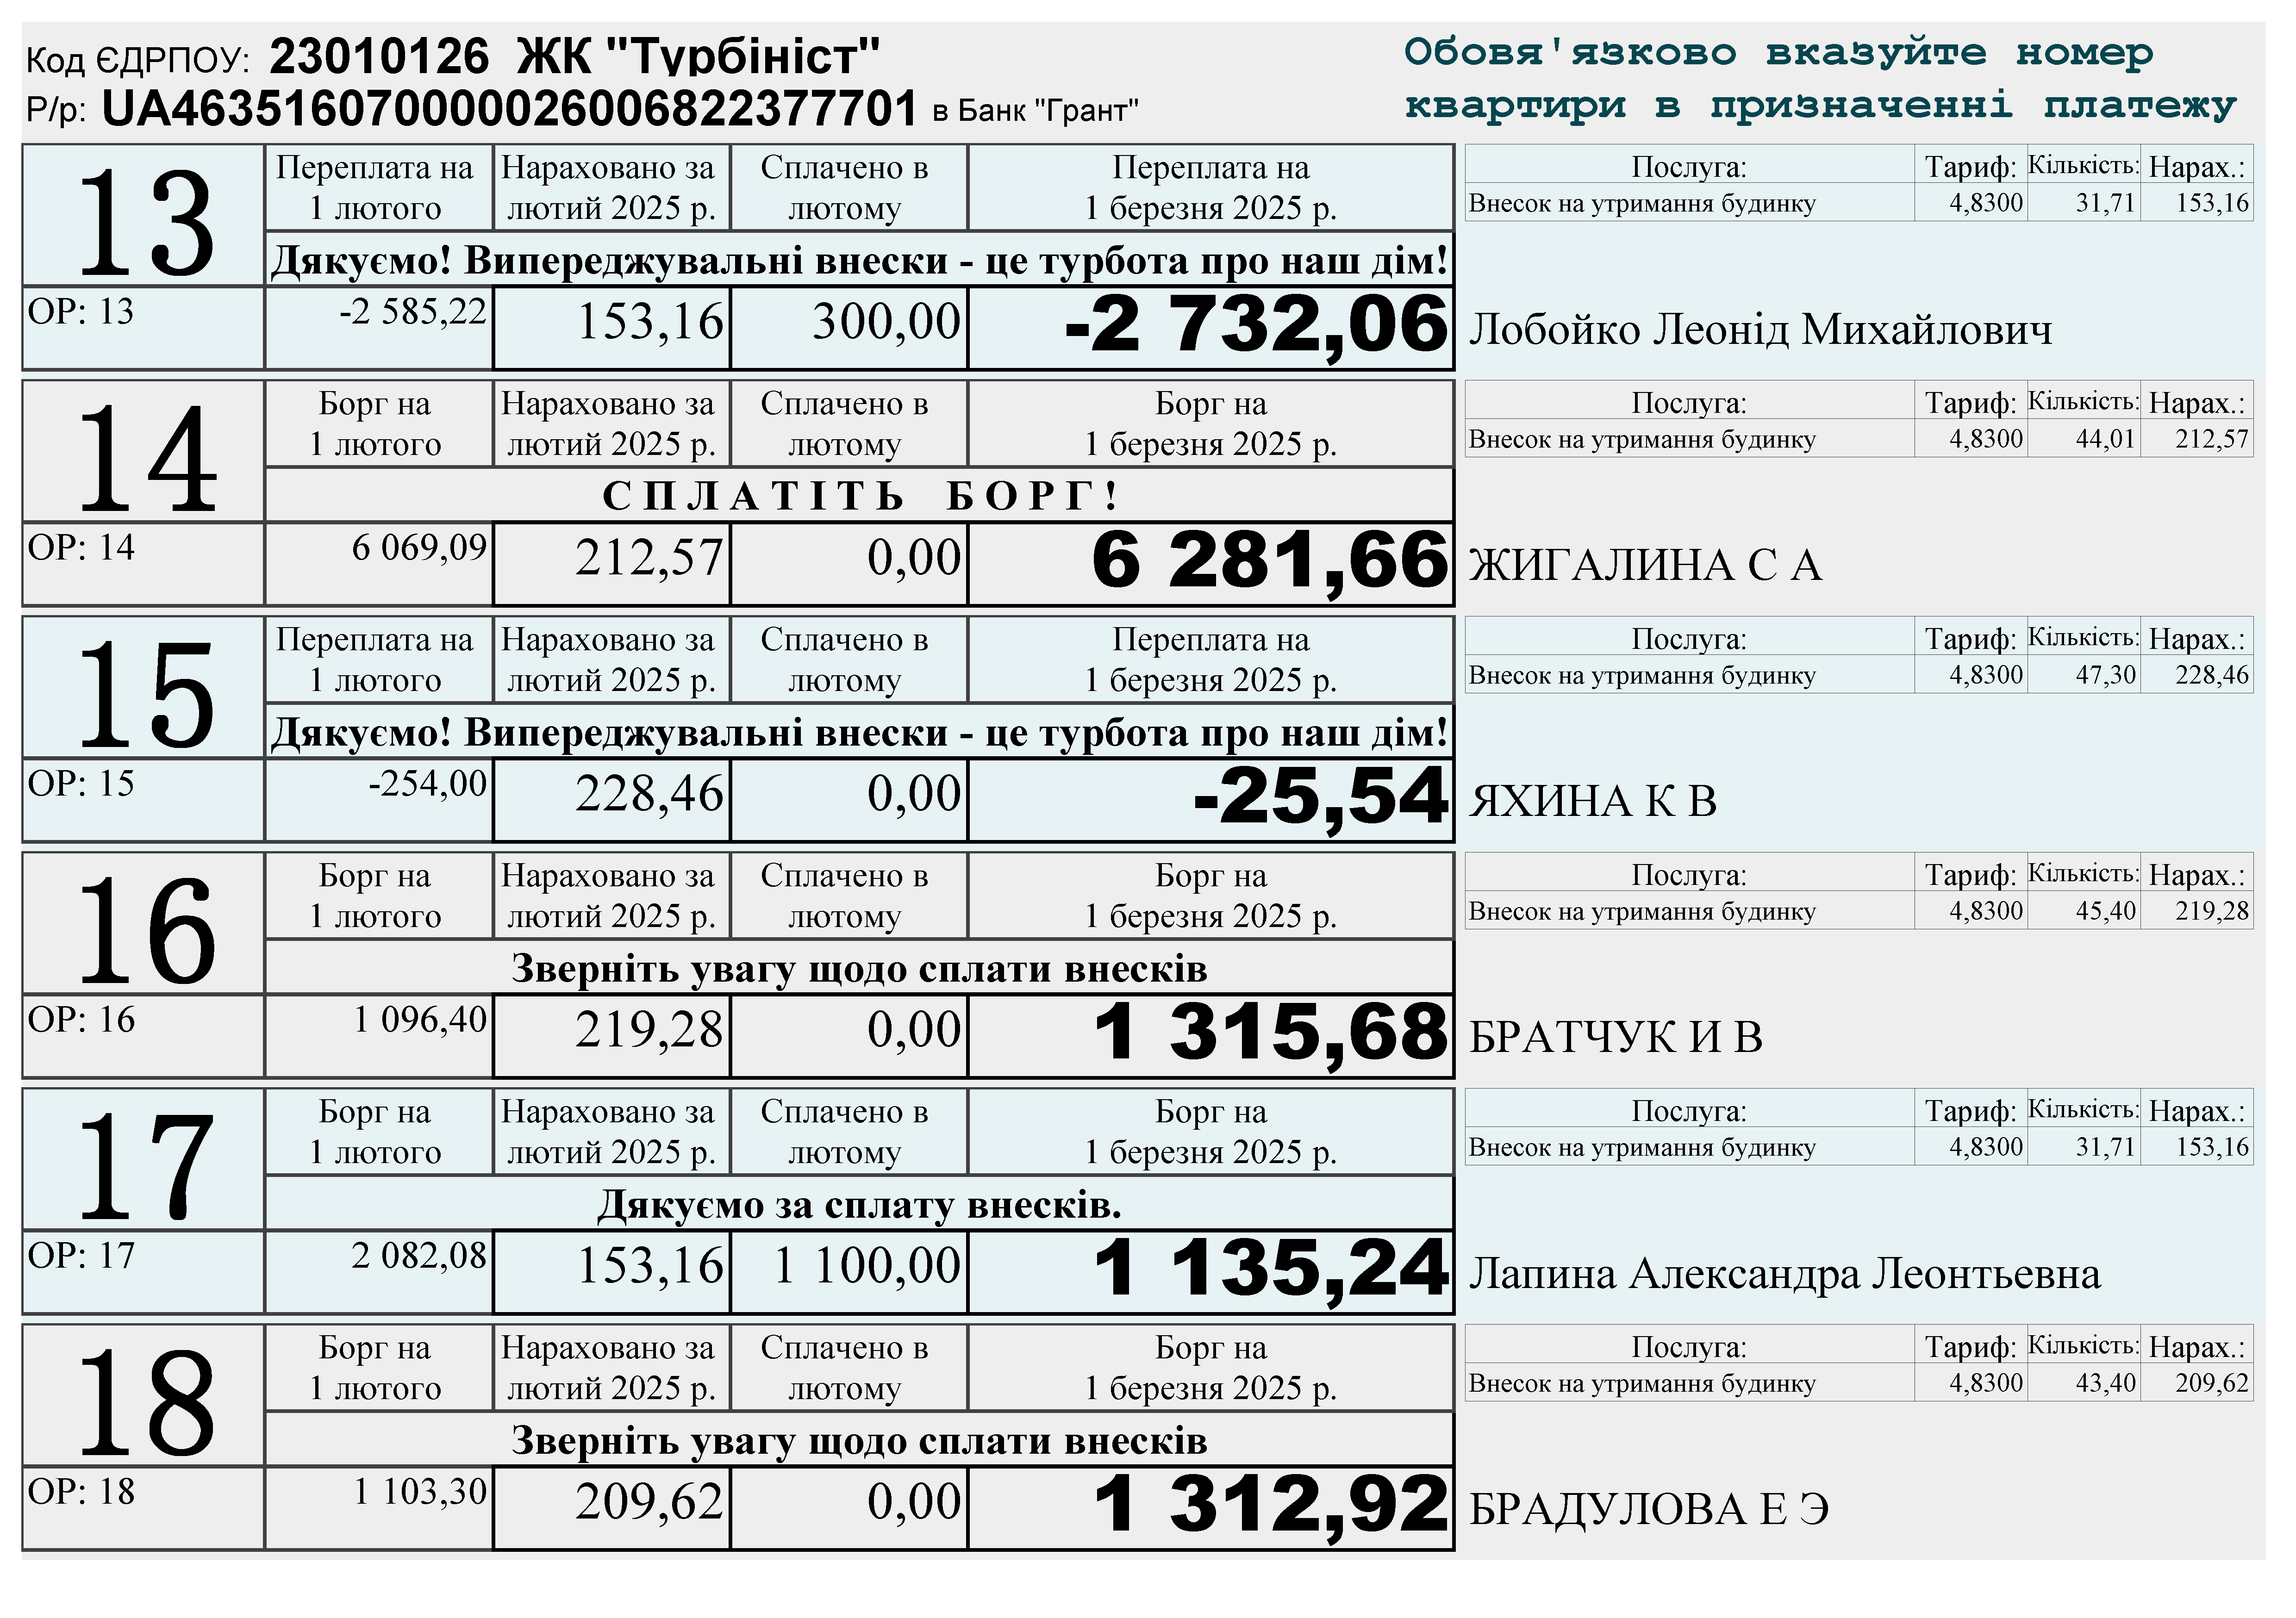 Код ЄДРПОУ: 23010126 ЖК "Турбініст"
Р/р: UA463516070000026006822377701 в Банк "Грант"
Обовя'язково вказуйте номер
квартири в призначенні платежу
13
Переплата на 1 лютого Нараховано за лютий 2025 р. Сплачено в лютому Переплата на 1 березня 2025 р.
Дякуємо! Випереджувальні внески - це турбота про наш дім!
ОР: 13 -2 585,22 153,16 300,00 -2 732,06
Послуга: Тариф: Кількість: Нарах.:
Внесок на утримання будинку 4,8300 31,71 153,16
Лобойко Леонід Михайлович
14
Борг на 1 лютого Нараховано за лютий 2025 р. Сплачено в лютому Борг на 1 березня 2025 р.
С П Л А Т І Т Ь Б О Р Г !
ОР: 14 6 069,09 212,57 0,00 6 281,66
Послуга: Тариф: Кількість: Нарах.:
Внесок на утримання будинку 4,8300 44,01 212,57
ЖИГАЛИНА С А
15
Переплата на 1 лютого Нараховано за лютий 2025 р. Сплачено в лютому Переплата на 1 березня 2025 р.
Дякуємо! Випереджувальні внески - це турбота про наш дім!
ОР: 15 -254,00 228,46 0,00 -25,54
Послуга: Тариф: Кількість: Нарах.:
Внесок на утримання будинку 4,8300 47,30 228,46
ЯХИНА К В
16
Борг на 1 лютого Нараховано за лютий 2025 р. Сплачено в лютому Борг на 1 березня 2025 р.
Зверніть увагу щодо сплати внесків
ОР: 16 1 096,40 219,28 0,00 1 315,68
Послуга: Тариф: Кількість: Нарах.:
Внесок на утримання будинку 4,8300 45,40 219,28
БРАТЧУК И В
17
Борг на 1 лютого Нараховано за лютий 2025 р. Сплачено в лютому Борг на 1 березня 2025 р.
Дякуємо за сплату внесків.
ОР: 17 2 082,08 153,16 1 100,00 1 135,24
Послуга: Тариф: Кількість: Нарах.:
Внесок на утримання будинку 4,8300 31,71 153,16
Лапина Александра Леонтьевна
18
Борг на 1 лютого Нараховано за лютий 2025 р. Сплачено в лютому Борг на 1 березня 2025 р.
Зверніть увагу щодо сплати внесків
ОР: 18 1 103,30 209,62 0,00 1 312,92
Послуга: Тариф: Кількість: Нарах.:
Внесок на утримання будинку 4,8300 43,40 209,62
БРАДУЛОВА Е Э